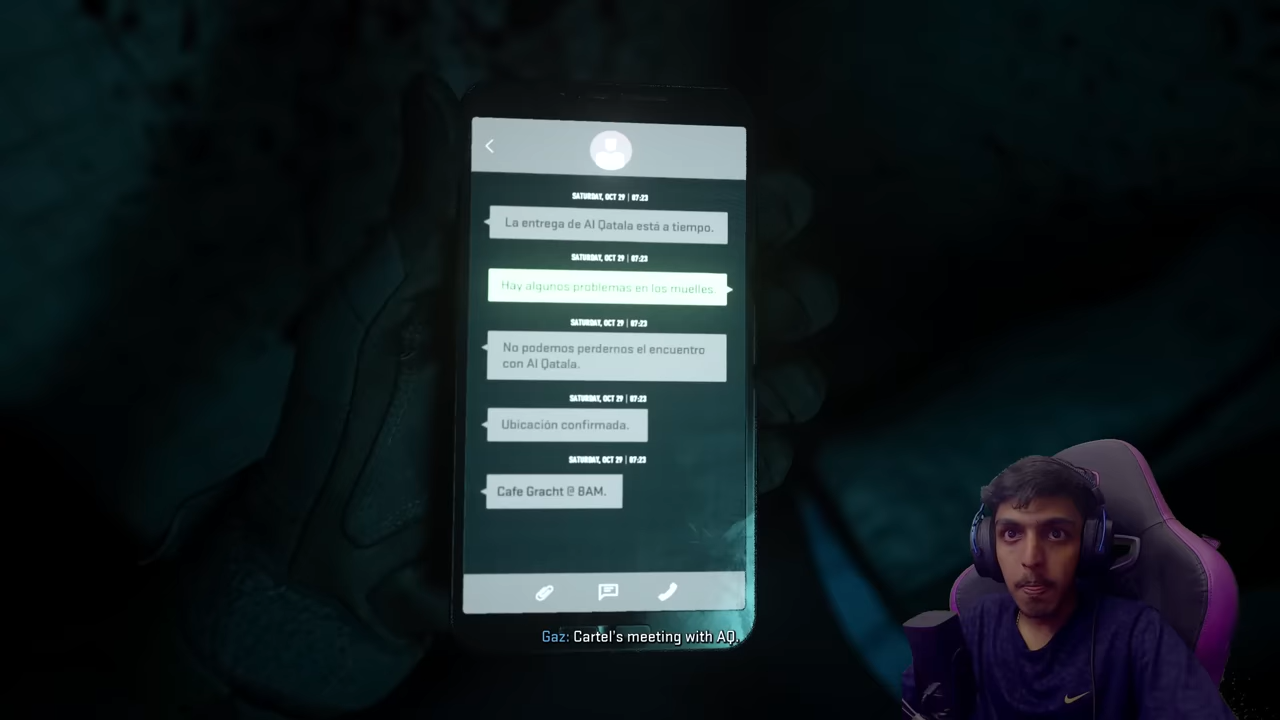 SATURDAY, OCT 29 | 07:23
La entrega de Al Qatala está a tiempo.
SATURDAY, OCT 29 | 07:23
Hay algunos problemas en los muelles.
SATURDAY, OCT 29 | 07:23
No podemos perdernos el encuentro
con Al Qatala.
SATURDAY, OCT 29 | 07:23
Ubicación confirmada.
SATURDAY, OCT 29 | 07:23
Cafe Gracht @ 8AM.
Gaz: Cartel's meeting with AQ.